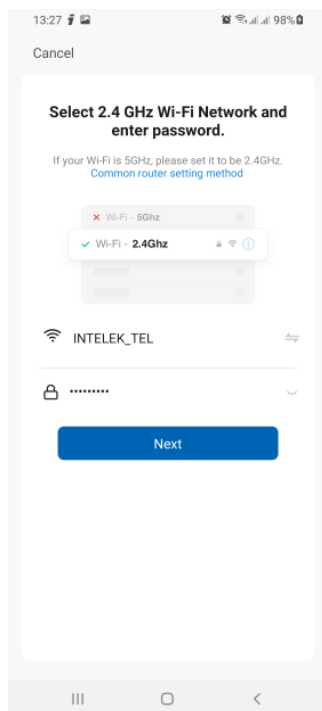 13:27 98%
Cancel
Select 2.4 GHz Wi-Fi Network and
enter password.
If your Wi-Fi is 5GHz, please set it to be 2.4GHz.
Common router setting method
Wi-Fi - 5Ghz
Wi-Fi - 2.4Ghz
INTELEK_TEL
•••••••••
Next